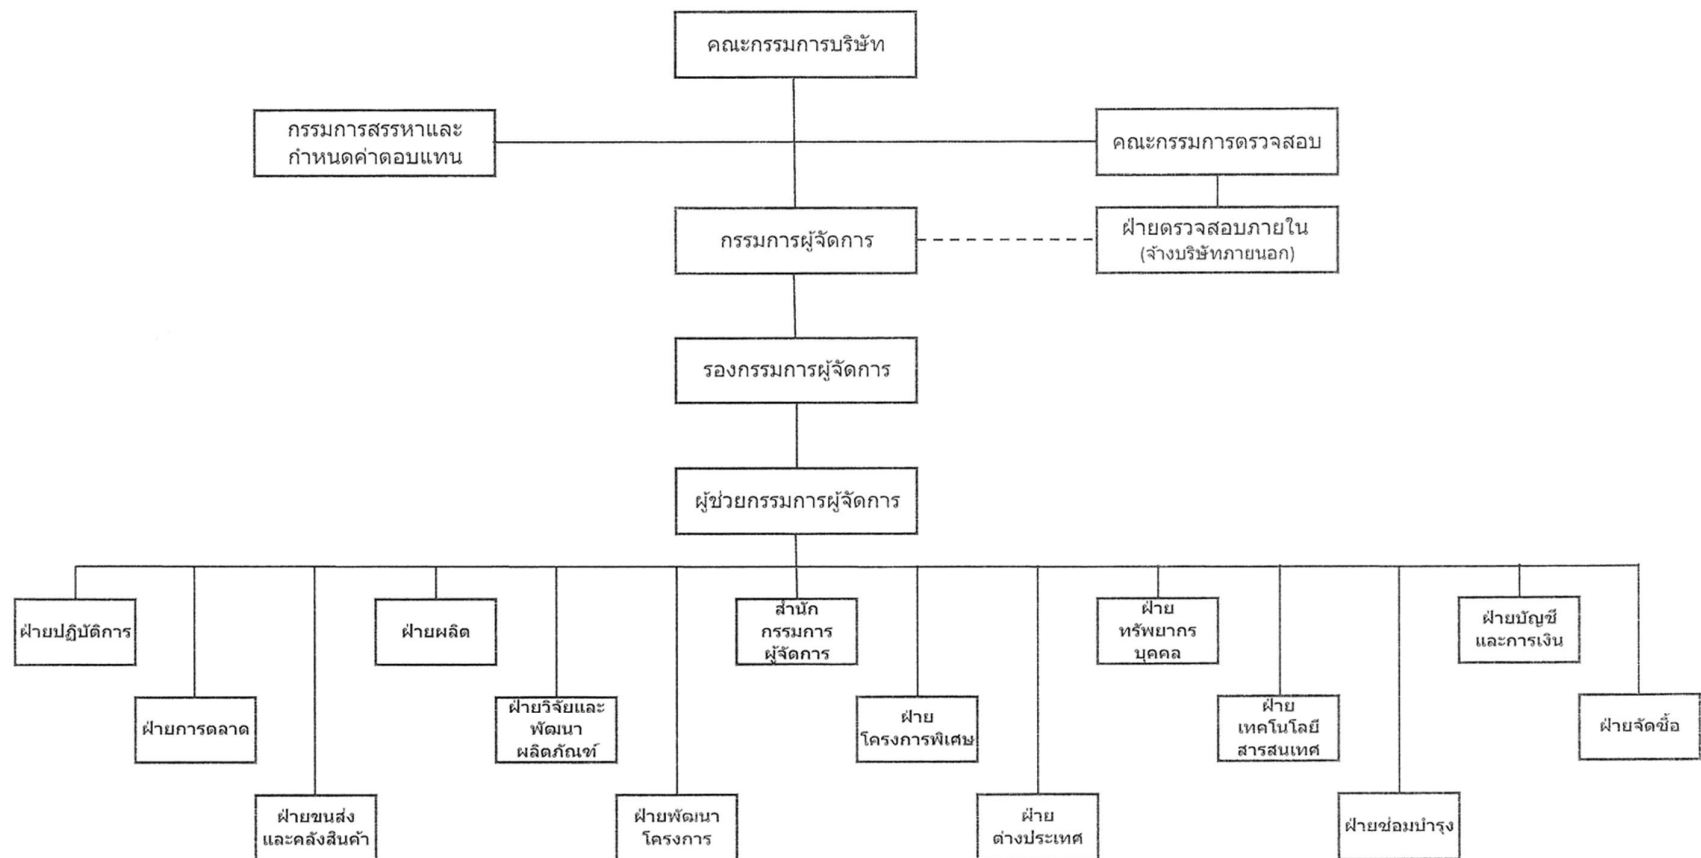 คณะกรรมการบริษัท
กรรมการสรรหาและ
กำหนดค่าตอบแทน
คณะกรรมการตรวจสอบ
กรรมการผู้จัดการ
ฝ่ายตรวจสอบภายใน
(จ้างบริษัทภายนอก)
รองกรรมการผู้จัดการ
ผู้ช่วยกรรมการผู้จัดการ
ฝ่ายปฏิบัติการ
ฝ่ายการตลาด
ฝ่ายขนส่ง
และคลังสินค้า
ฝ่ายผลิต
ฝ่ายวิจัยและ
พัฒนา
ผลิตภัณฑ์
ฝ่ายพัฒนา
โครงการ
สำนัก
กรรมการ
ผู้จัดการ
ฝ่าย
โครงการพิเศษ
ฝ่าย
ต่างประเทศ
ฝ่าย
ทรัพยากร
บุคคล
ฝ่าย
เทคโนโลยี
สารสนเทศ
ฝ่ายซ่อมบำรุง
ฝ่ายบัญชี
และการเงิน
ฝ่ายจัดซื้อ